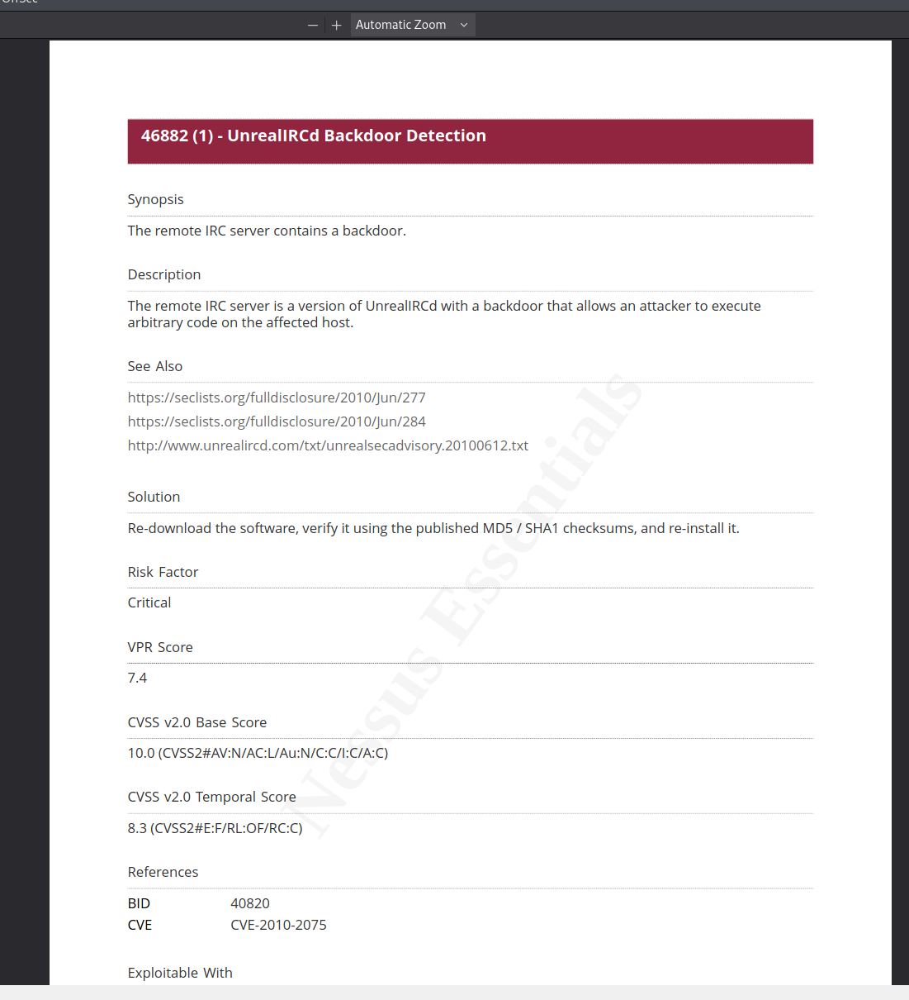 Automatic Zoom
46882 (1) - UnrealIRCd Backdoor Detection
Synopsis
The remote IRC server contains a backdoor.
Description
The remote IRC server is a version of UnrealIRCd with a backdoor that allows an attacker to execute
arbitrary code on the affected host.
See Also
https://seclists.org/fulldisclosure/2010/Jun/277
https://seclists.org/fulldisclosure/2010/Jun/284
http://www.unrealircd.com/txt/unrealsecadvisory.20100612.txt
Solution
Re-download the software, verify it using the published MD5 / SHA1 checksums, and re-install it.
Risk Factor
Critical
VPR Score
7.4
CVSS v2.0 Base Score
10.0 (CVSS2#AV:N/AC:L/Au:N/C:C/I:C/A:C)
CVSS v2.0 Temporal Score
8.3 (CVSS2#E:F/RL:OF/RC:C)
References
BID 40820
CVE CVE-2010-2075
Exploitable With
Nessus Essentials